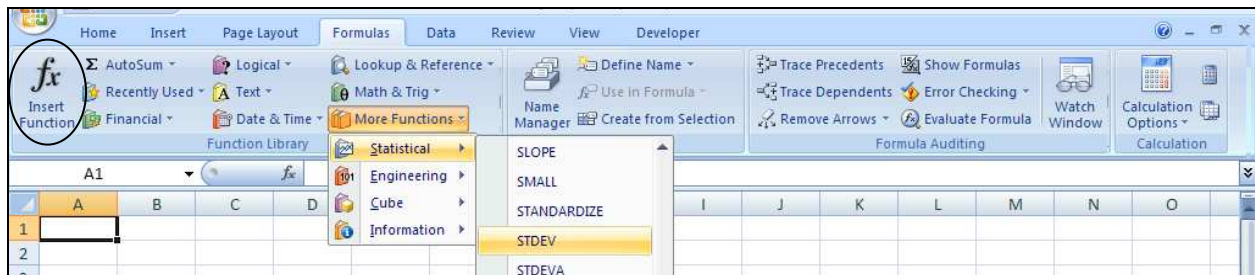 Home Insert Page Layout Formulas Data Review View Developer
fx Insert Function
Σ AutoSum
Recently Used
Financial
Logical
Text
Date & Time
Lookup & Reference
Math & Trig
More Functions
Function Library
Name Manager
Define Name
Use in Formula
Create from Selection
Trace Precedents
Trace Dependents
Remove Arrows
Show Formulas
Error Checking
Evaluate Formula
Watch Window
Formula Auditing
Calculation Options
Calculation
A1 fx
Statistical
Engineering
Cube
Information
SLOPE
SMALL
STANDARDIZE
STDEV
STDEVA
A B C D I J K L M N O
1
2